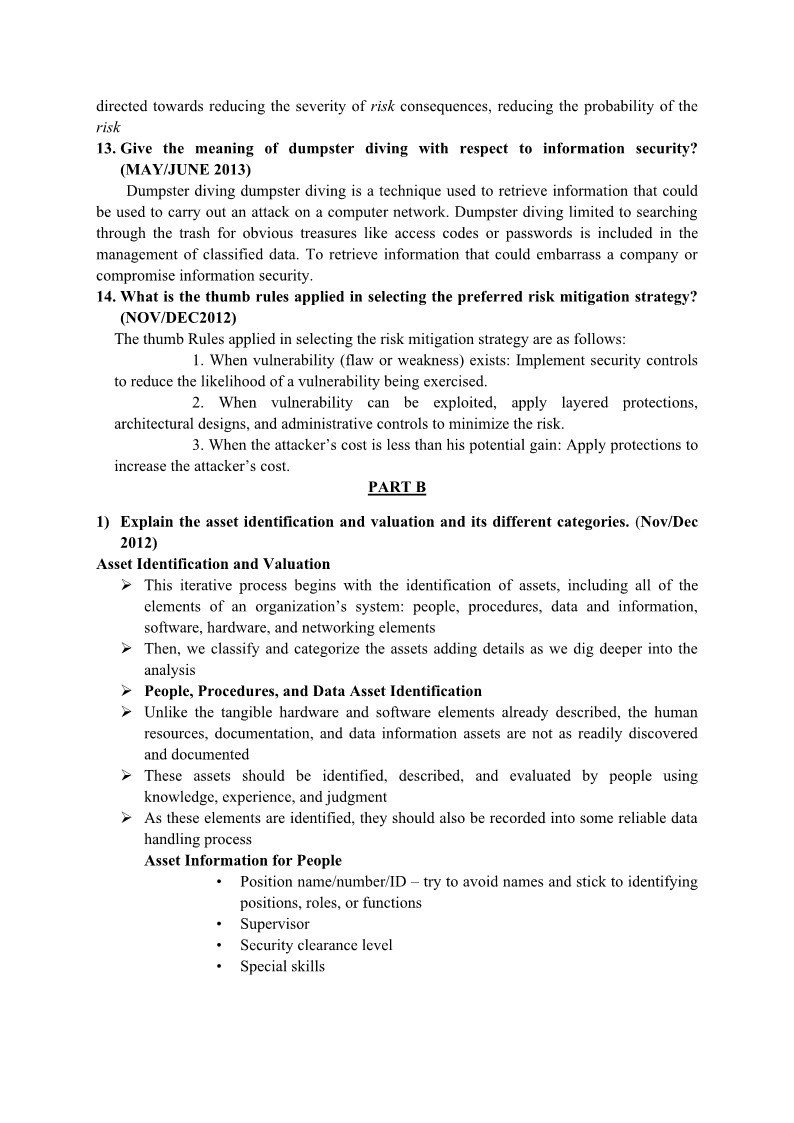 directed towards reducing the severity of risk consequences, reducing the probability of the
risk
13. Give the meaning of dumpster diving with respect to information security?
(MAY/JUNE 2013)
Dumpster diving dumpster diving is a technique used to retrieve information that could
be used to carry out an attack on a computer network. Dumpster diving limited to searching
through the trash for obvious treasures like access codes or passwords is included in the
management of classified data. To retrieve information that could embarrass a company or
compromise information security.
14. What is the thumb rules applied in selecting the preferred risk mitigation strategy?
(NOV/DEC2012)
The thumb Rules applied in selecting the risk mitigation strategy are as follows:
1. When vulnerability (flaw or weakness) exists: Implement security controls
to reduce the likelihood of a vulnerability being exercised.
2. When vulnerability can be exploited, apply layered protections,
architectural designs, and administrative controls to minimize the risk.
3. When the attacker’s cost is less than his potential gain: Apply protections to
increase the attacker’s cost.
PART B
1) Explain the asset identification and valuation and its different categories. (Nov/Dec
2012)
Asset Identification and Valuation
➢ This iterative process begins with the identification of assets, including all of the
elements of an organization’s system: people, procedures, data and information,
software, hardware, and networking elements
➢ Then, we classify and categorize the assets adding details as we dig deeper into the
analysis
➢ People, Procedures, and Data Asset Identification
➢ Unlike the tangible hardware and software elements already described, the human
resources, documentation, and data information assets are not as readily discovered
and documented
➢ These assets should be identified, described, and evaluated by people using
knowledge, experience, and judgment
➢ As these elements are identified, they should also be recorded into some reliable data
handling process
Asset Information for People
• Position name/number/ID – try to avoid names and stick to identifying
positions, roles, or functions
• Supervisor
• Security clearance level
• Special skills